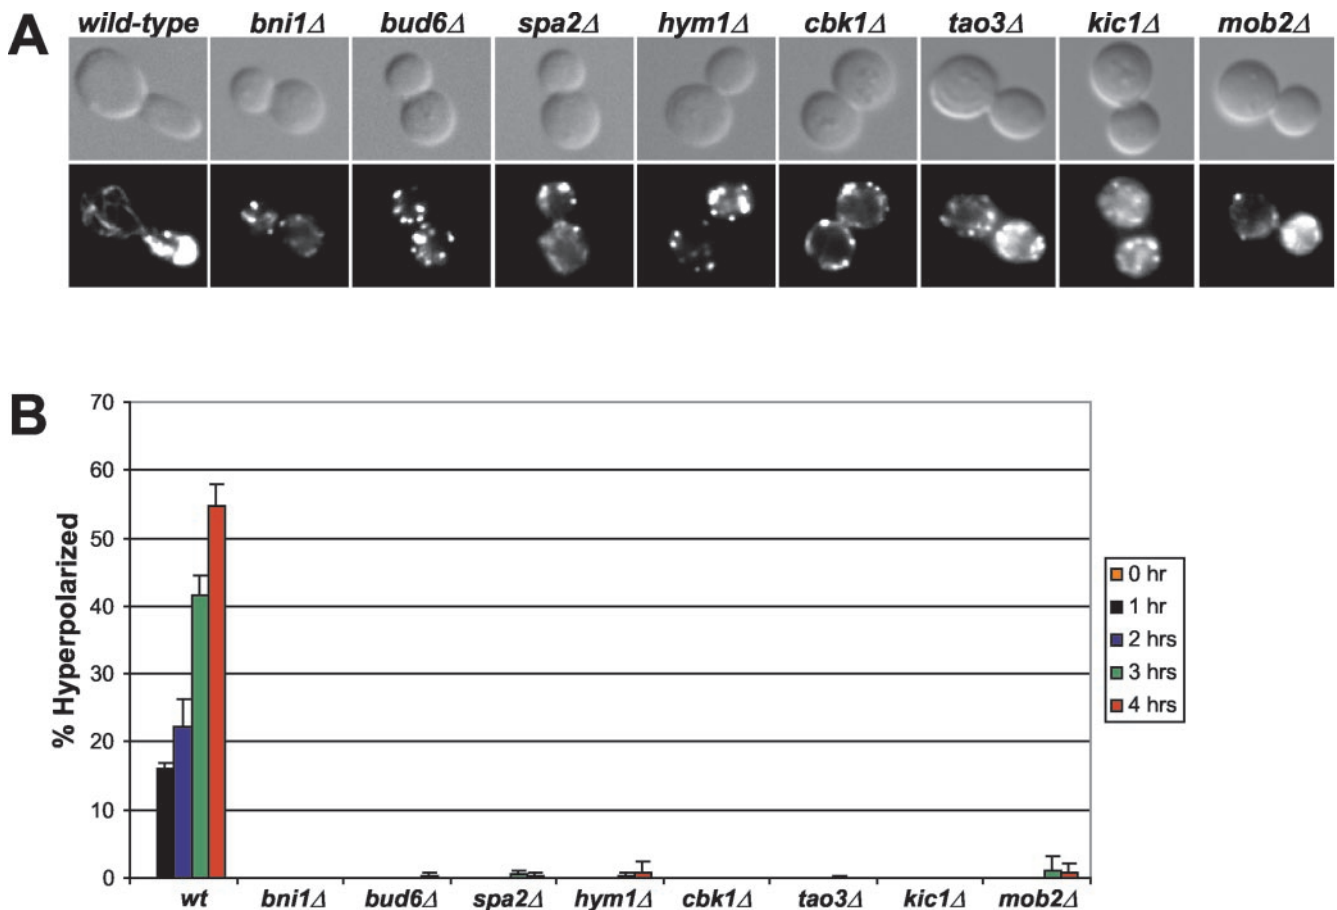 A
wild-type bni1Δ bud6Δ spa2Δ hym1Δ cbk1Δ tao3Δ kic1Δ mob2Δ
B
70
60
50
40
30
20
10
0
% Hyperpolarized
wt bni1Δ bud6Δ spa2Δ hym1Δ cbk1Δ tao3Δ kic1Δ mob2Δ
0 hr
1 hr
2 hrs
3 hrs
4 hrs